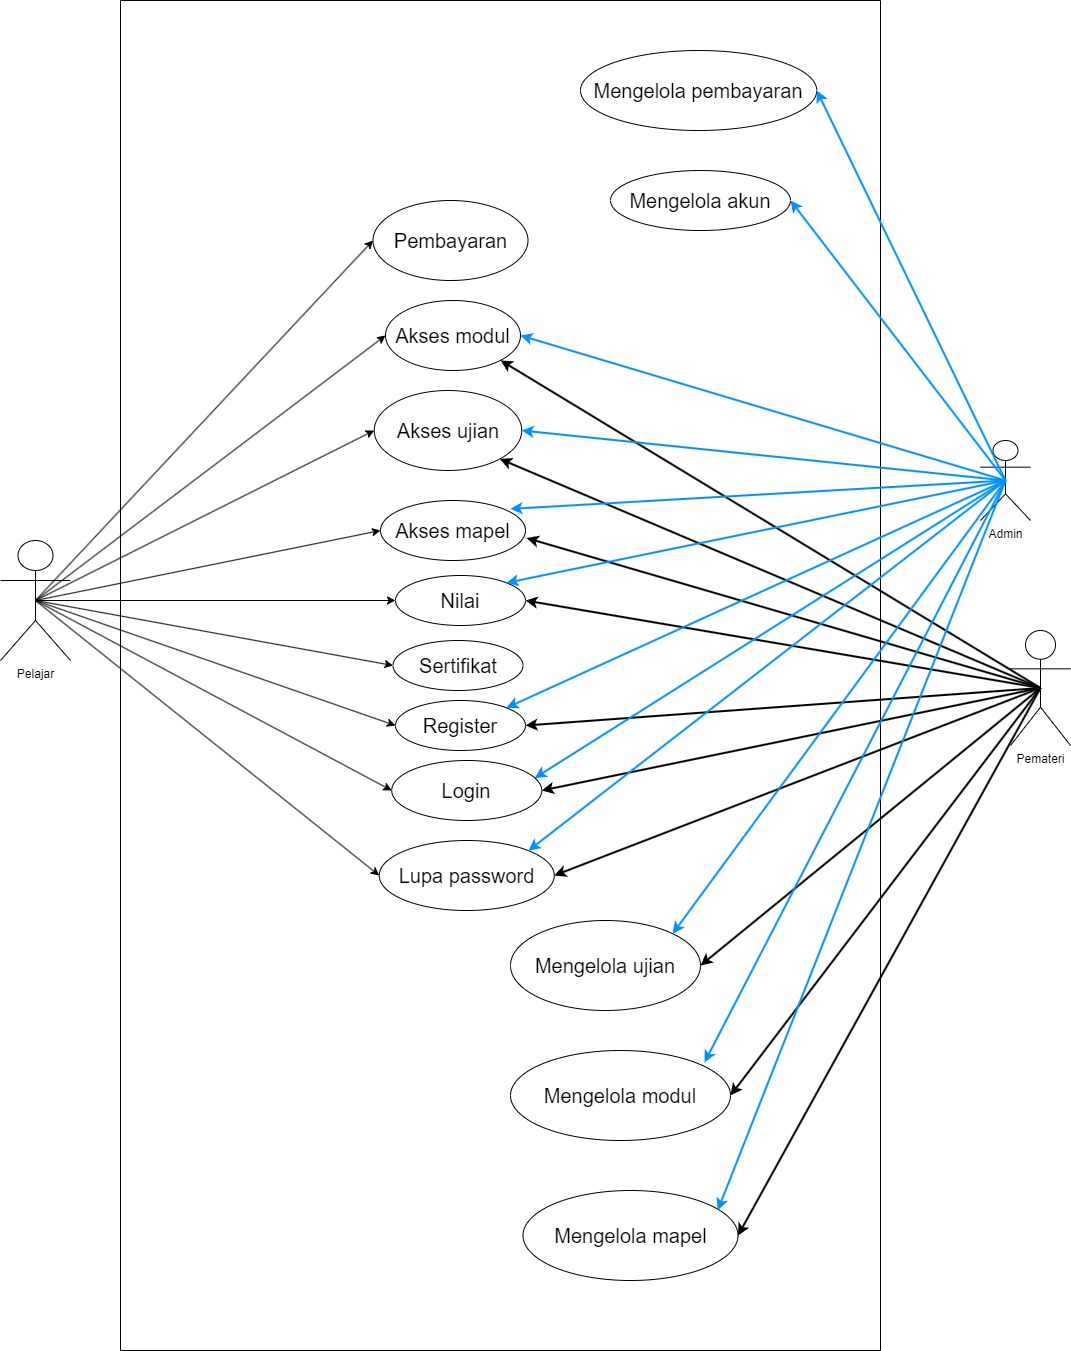 Mengelola pembayaran
Mengelola akun
Pembayaran
Akses modul
Akses ujian
Akses mapel
Nilai
Sertifikat
Register
Login
Lupa password
Mengelola ujian
Mengelola modul
Mengelola mapel
Pelajar
Admin
Pemateri